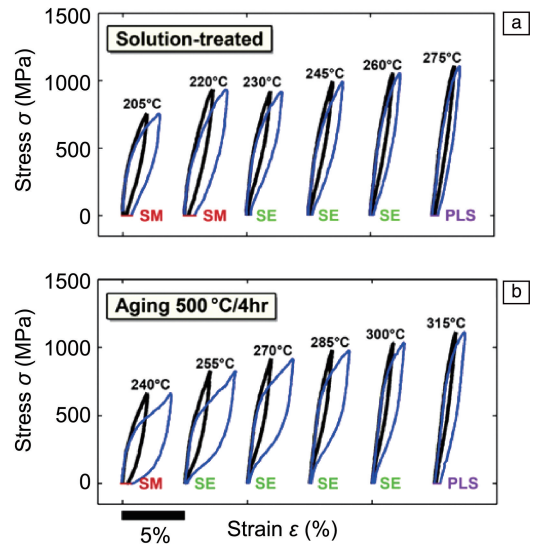 a
1500
Solution-treated
275°C
260°C
245°C
220°C
230°C
1000
205°C
500
0
SM
SM
SE
SE
SE
PLS
Stress σ (MPa)
b
1500
Aging 500 °C/4hr
315°C
300°C
285°C
270°C
255°C
1000
240°C
500
0
SM
SE
SE
SE
SE
PLS
Stress σ (MPa)
5%
Strain ε (%)